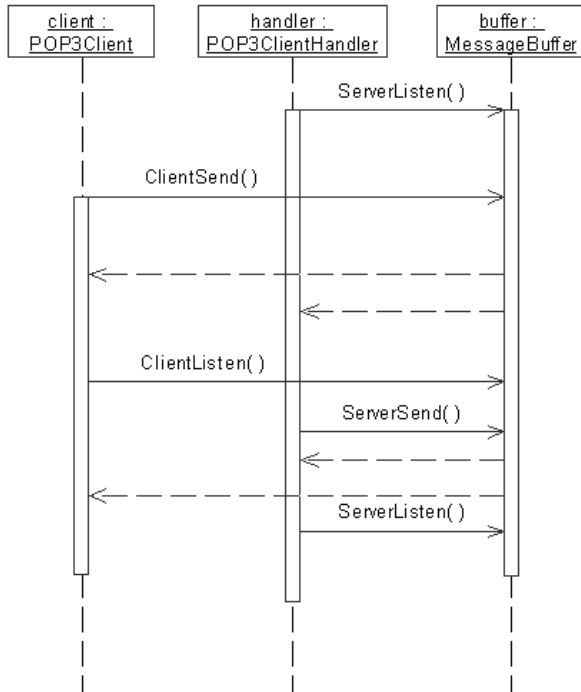 client :
POP3Client
handler :
POP3ClientHandler
buffer :
MessageBuffer
ServerListen( )
ClientSend( )
ClientListen( )
ServerSend( )
ServerListen( )